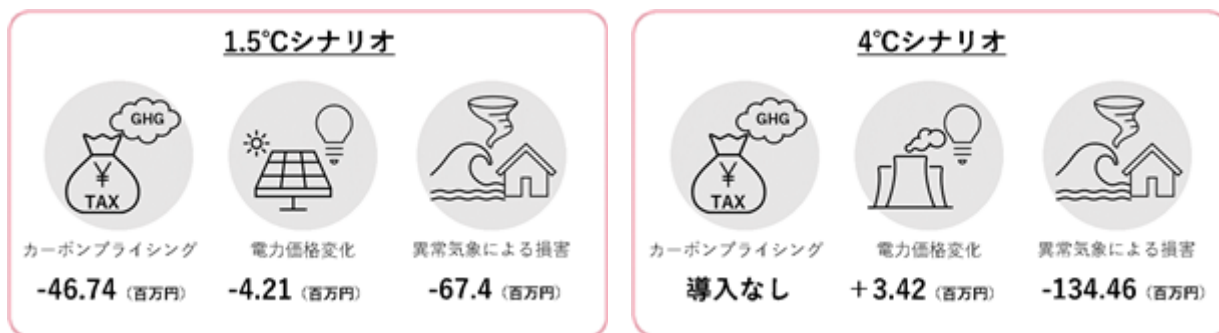 1.5℃シナリオ
GHG
¥
TAX
カーボンプライシング
電力価格変化
異常気象による損害
-46.74（百万円）
-4.21（百万円）
-67.4（百万円）
4℃シナリオ
GHG
¥
TAX
カーボンプライシング
電力価格変化
異常気象による損害
導入なし
＋3.42（百万円）
-134.46（百万円）